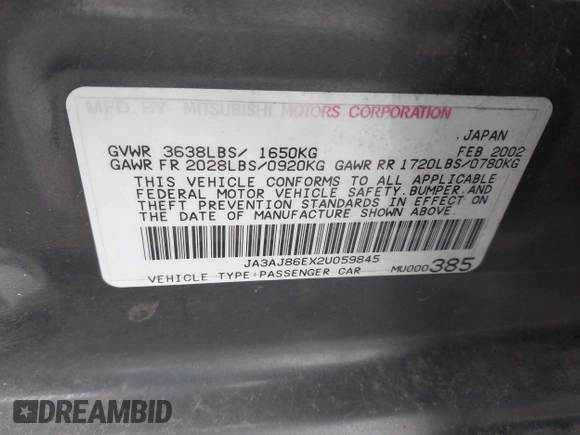 MFD. BY MITSUBISHI MOTORS CORPORATION
. JAPAN
GVWR 3638LBS/ 1650KG FEB 2002
GAWR FR 2028LBS/0920KG GAWR RR 1720LBS/0780KG
THIS VEHICLE CONFORMS TO ALL APPLICABLE
FEDERAL MOTOR VEHICLE SAFETY, BUMPER, AND
THEFT PREVENTION STANDARDS IN EFFECT ON THE
DATE OF MANUFACTURE SHOWN ABOVE.
JA3AJ86EX2U059845
VEHICLE TYPE: PASSENGER CAR MU000385
DREAMBID